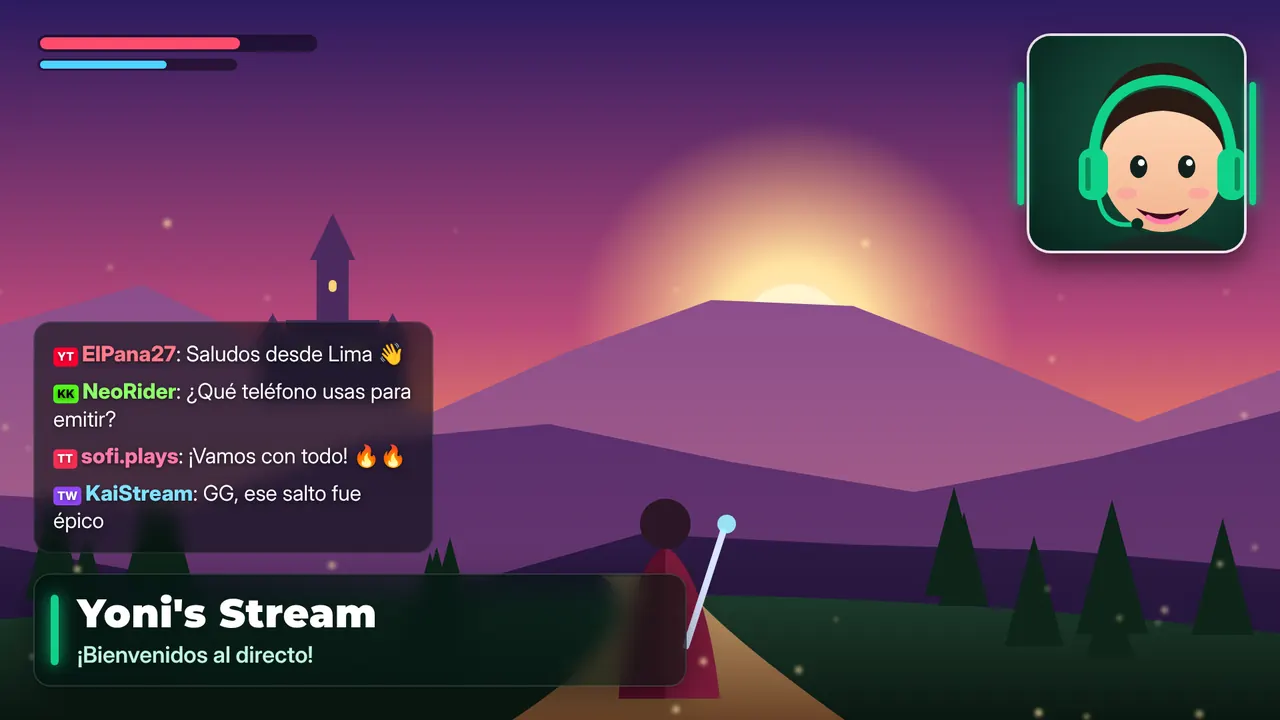 YT ElPana27: Saludos desde Lima 👋
KK NeoRider: ¿Qué teléfono usas para
emitir?
TT sofi.plays: ¡Vamos con todo! 🔥🔥
TW KaiStream: GG, ese salto fue
épico
Yoni's Stream
¡Bienvenidos al directo!